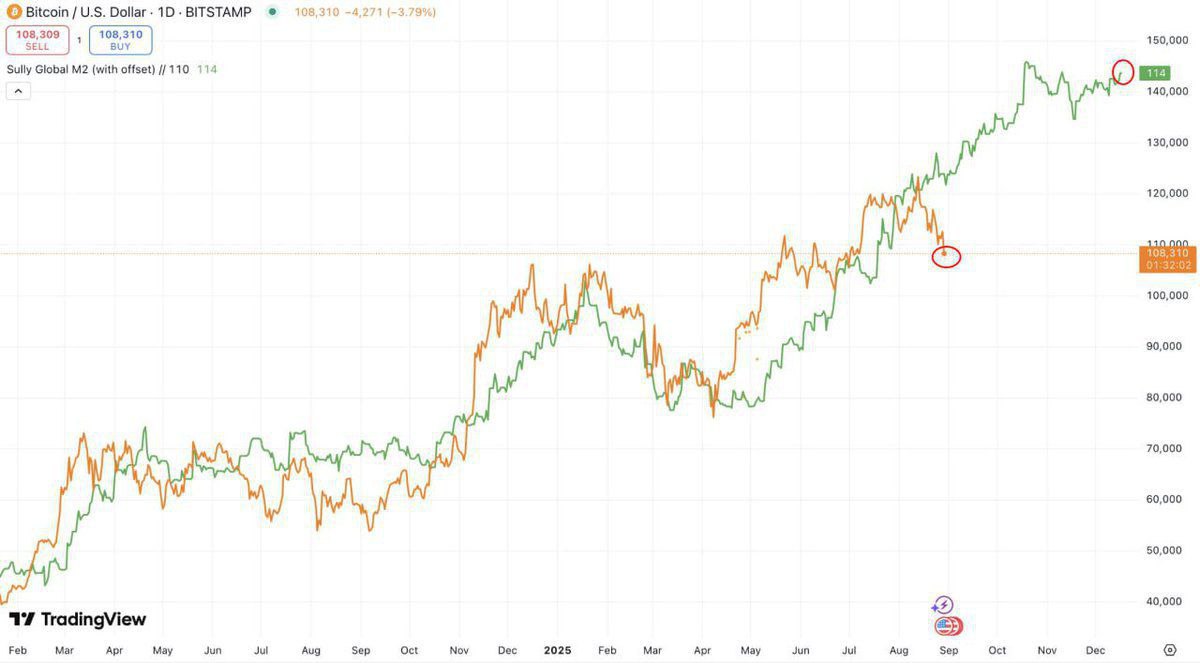 Bitcoin / U.S. Dollar · 1D · BITSTAMP 108,310 −4,271 (−3.79%)
108,309 1 108,310
SELL BUY
Sully Global M2 (with offset) // 110 114
150,000
114
140,000
130,000
120,000
110,000
108,310
01:32:02
100,000
90,000
80,000
70,000
60,000
50,000
40,000
TradingView
Feb Mar Apr May Jun Jul Aug Sep Oct Nov Dec 2025 Feb Mar Apr May Jun Jul Aug Sep Oct Nov Dec